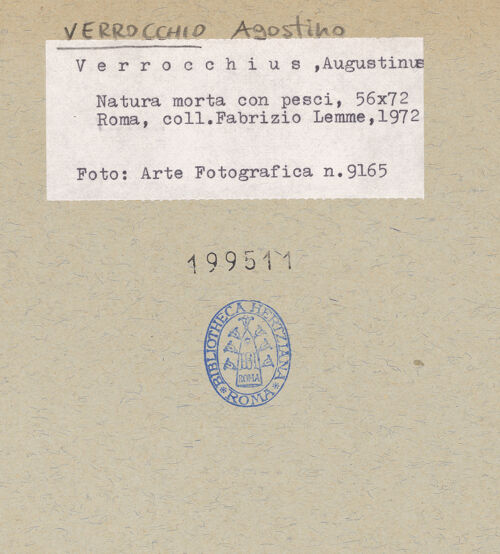 VERROCCHIO Agostino
Verrocchius, Augustinus
Natura morta con pesci, 56x72
Roma, coll.Fabrizio Lemme,1972
Foto: Arte Fotografica n.9165
199511
BIBLIOTHECA HERTZIANA
ROMA
ROMA